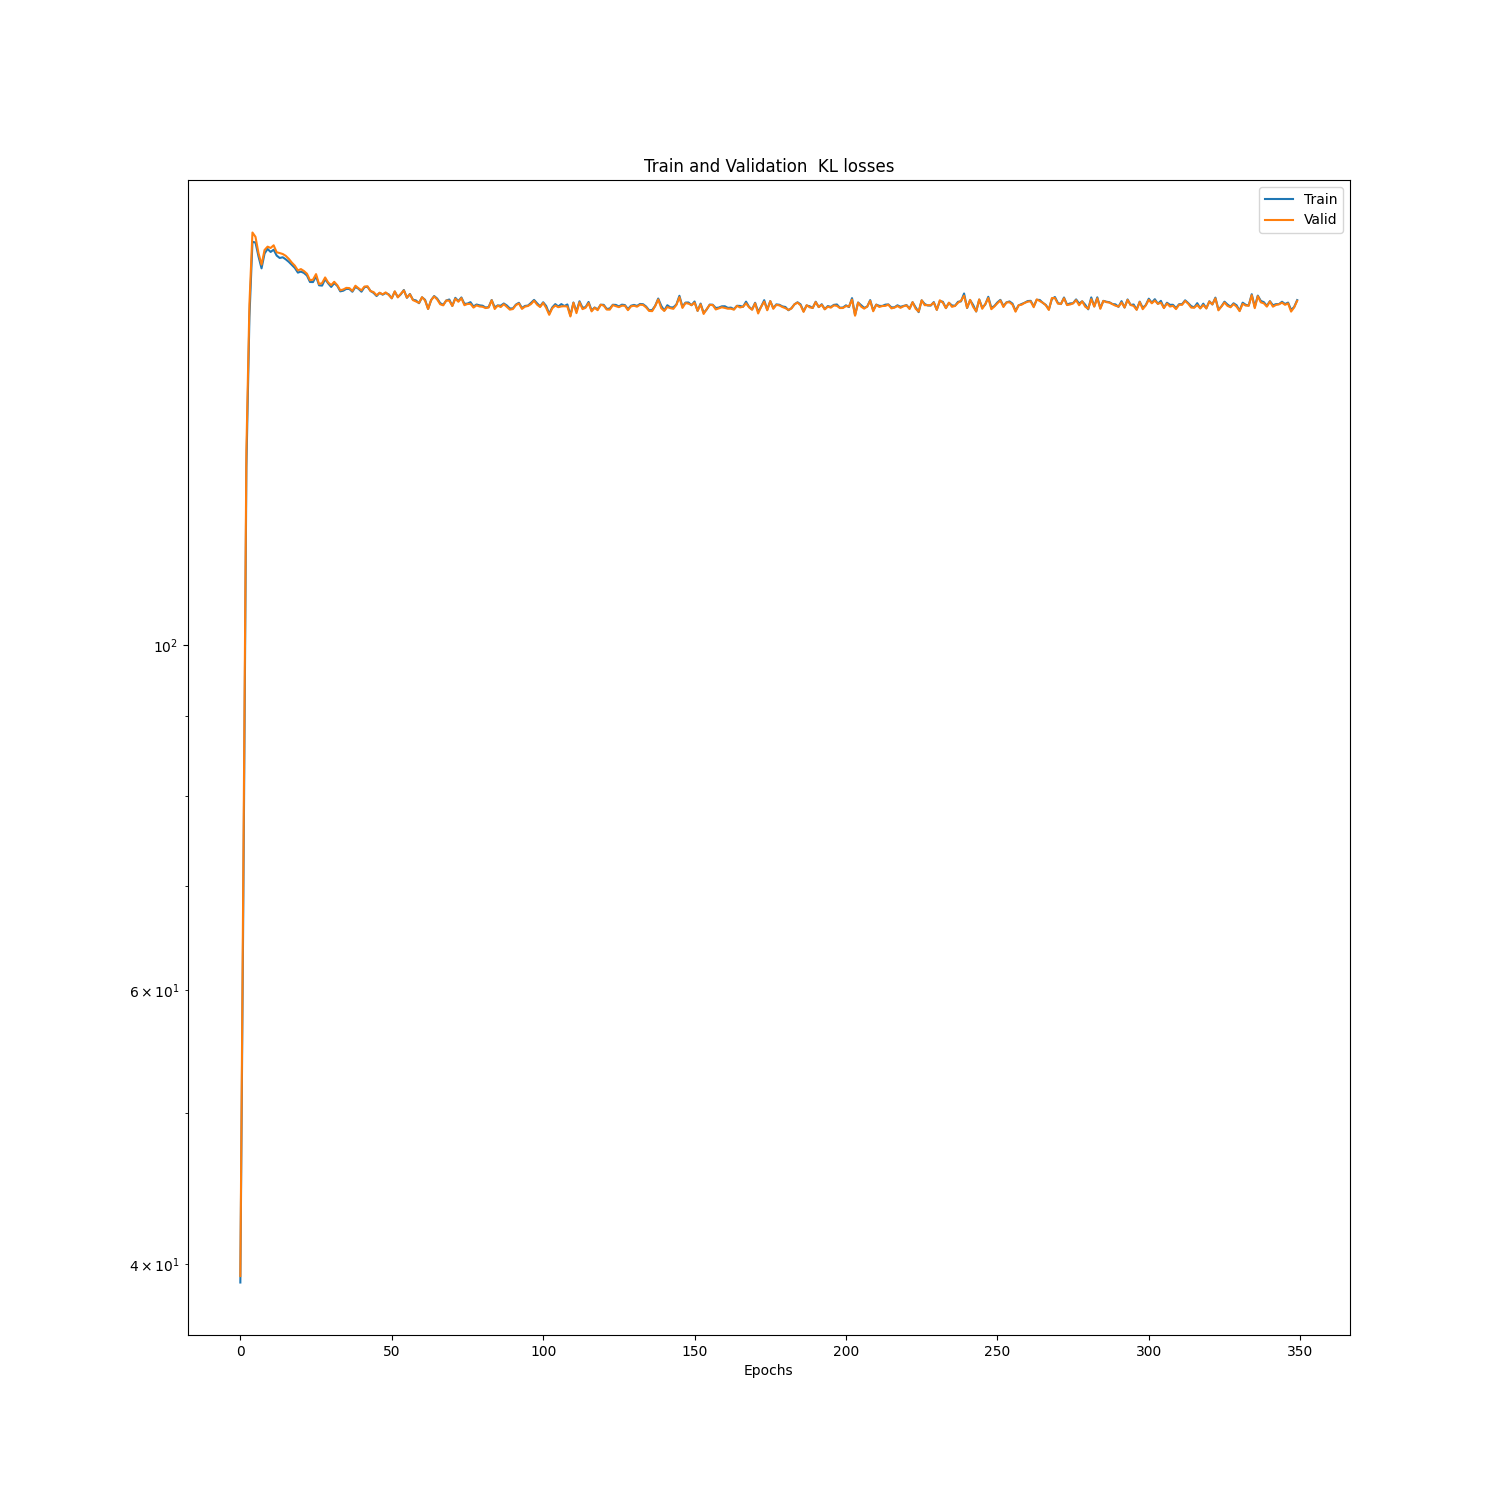 Train and Validation  KL losses
Train
Valid
10²
6 × 10¹
4 × 10¹
0 50 100 150 200 250 300 350
Epochs